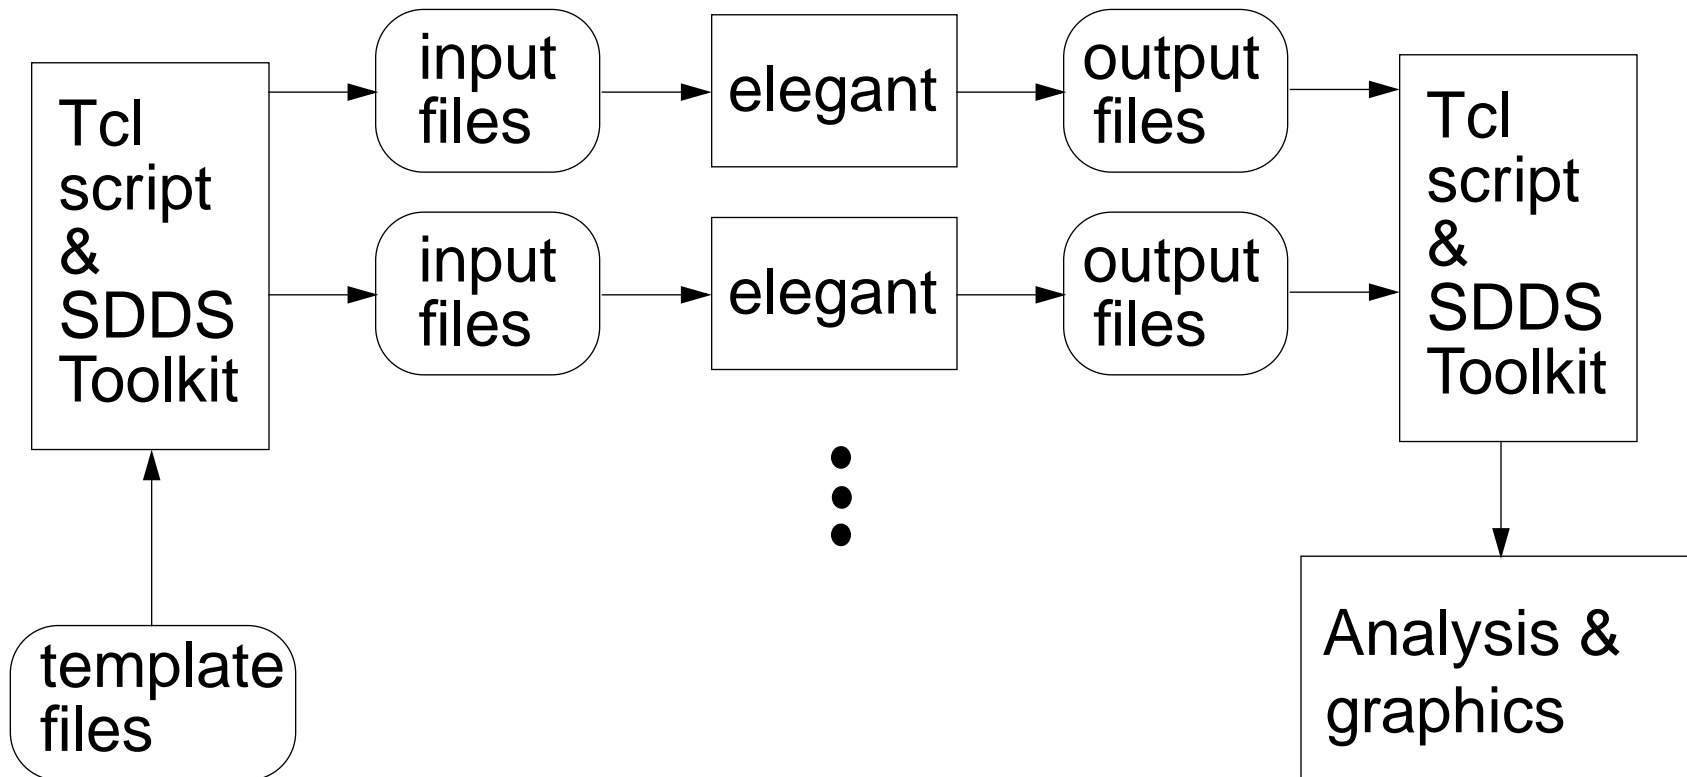 Tcl
script
&
SDDS
Toolkit
input
files
elegant
output
files
input
files
elegant
output
files
Tcl
script
&
SDDS
Toolkit
template
files
Analysis &
graphics